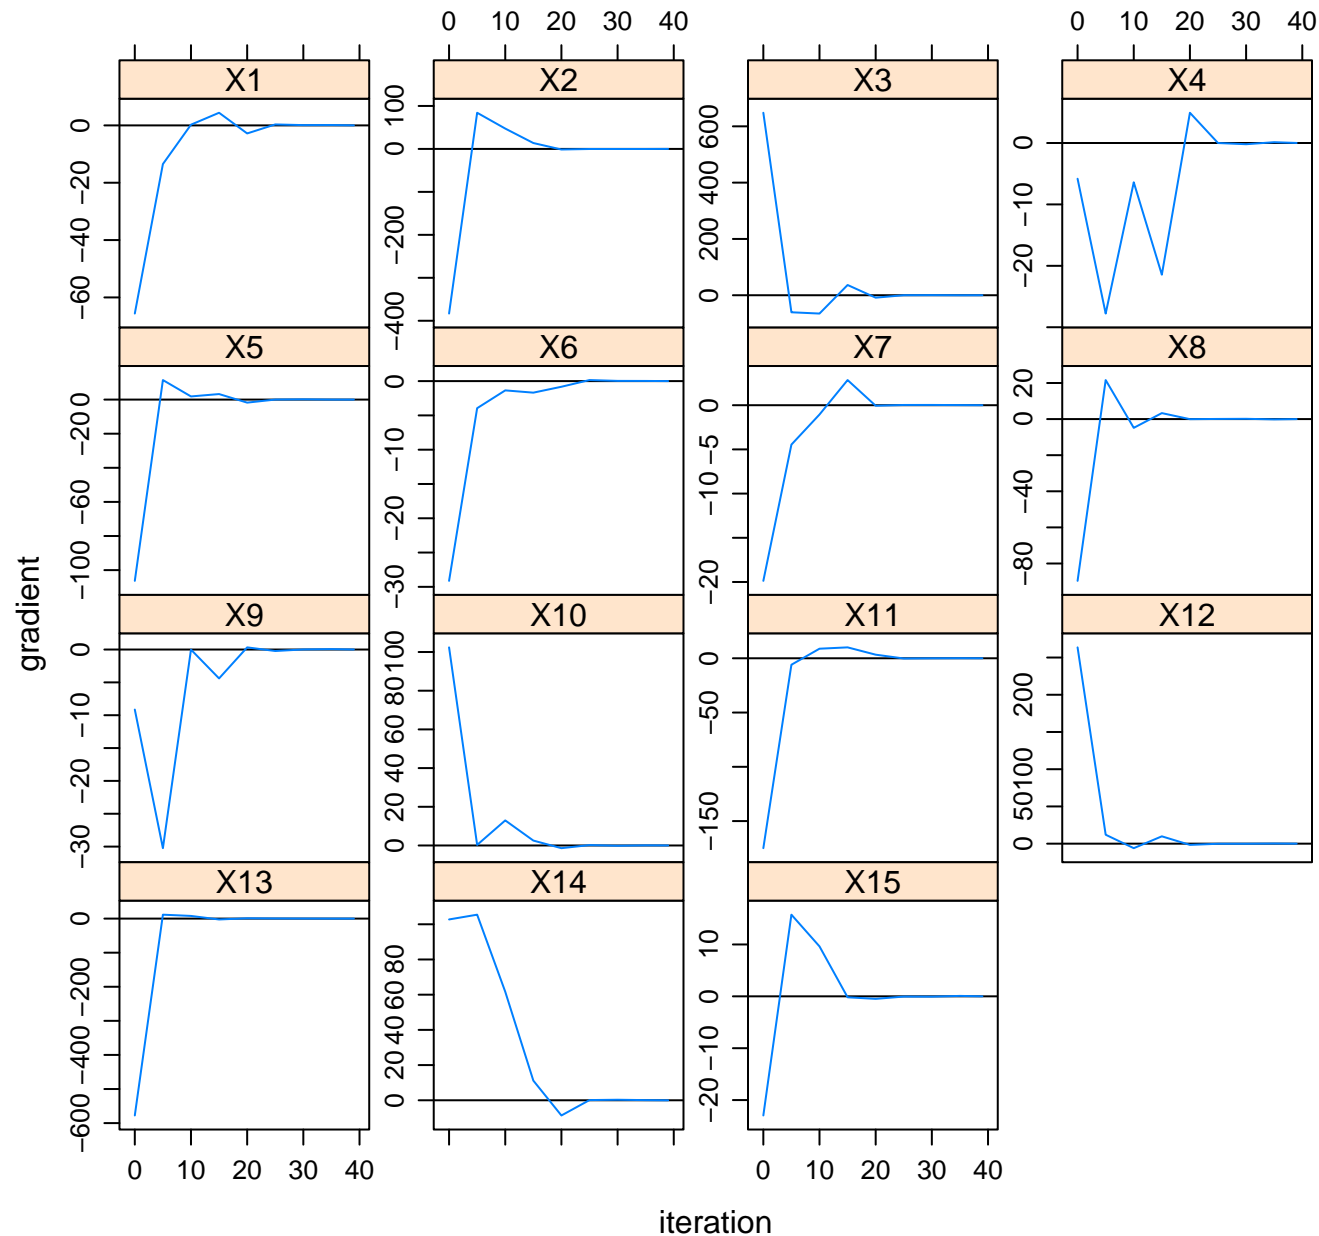 0 10 20 30 40 0 10 20 30 40
X1 X2 X3 X4
−60 −40 −20 0
−400 −200 0 100
0 200 400 600
−20 −10 0
X5 X6 X7 X8
−100 −60 −20 0
−30 −20 −10 0
−20 −10 −5 0
−80 −40 0 20
gradient
X9 X10 X11 X12
−30 −20 −10 0
0 20 40 60 80 100
−150 −50 0
0 50 100 200
X13 X14 X15
−600 −400 −200 0
0 20 40 60 80
−20 −10 0 10
0 10 20 30 40 0 10 20 30 40
iteration